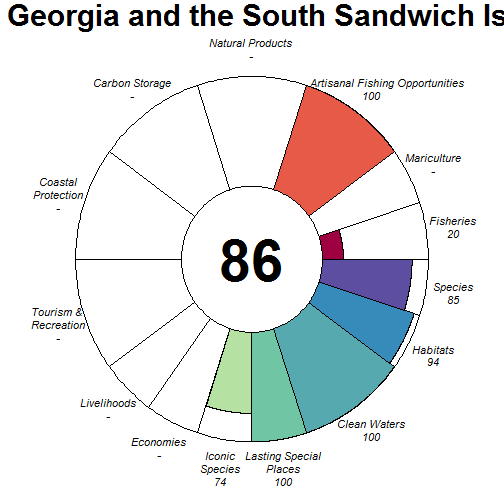 Georgia and the South Sandwich Is
Natural Products
-
Carbon Storage
-
Artisanal Fishing Opportunities
100
Mariculture
-
Coastal
Protection
-
Fisheries
20
86
Species
85
Tourism &
Recreation
-
Habitats
94
Livelihoods
-
Clean Waters
100
Economies
-
Iconic
Species
74
Lasting Special
Places
100